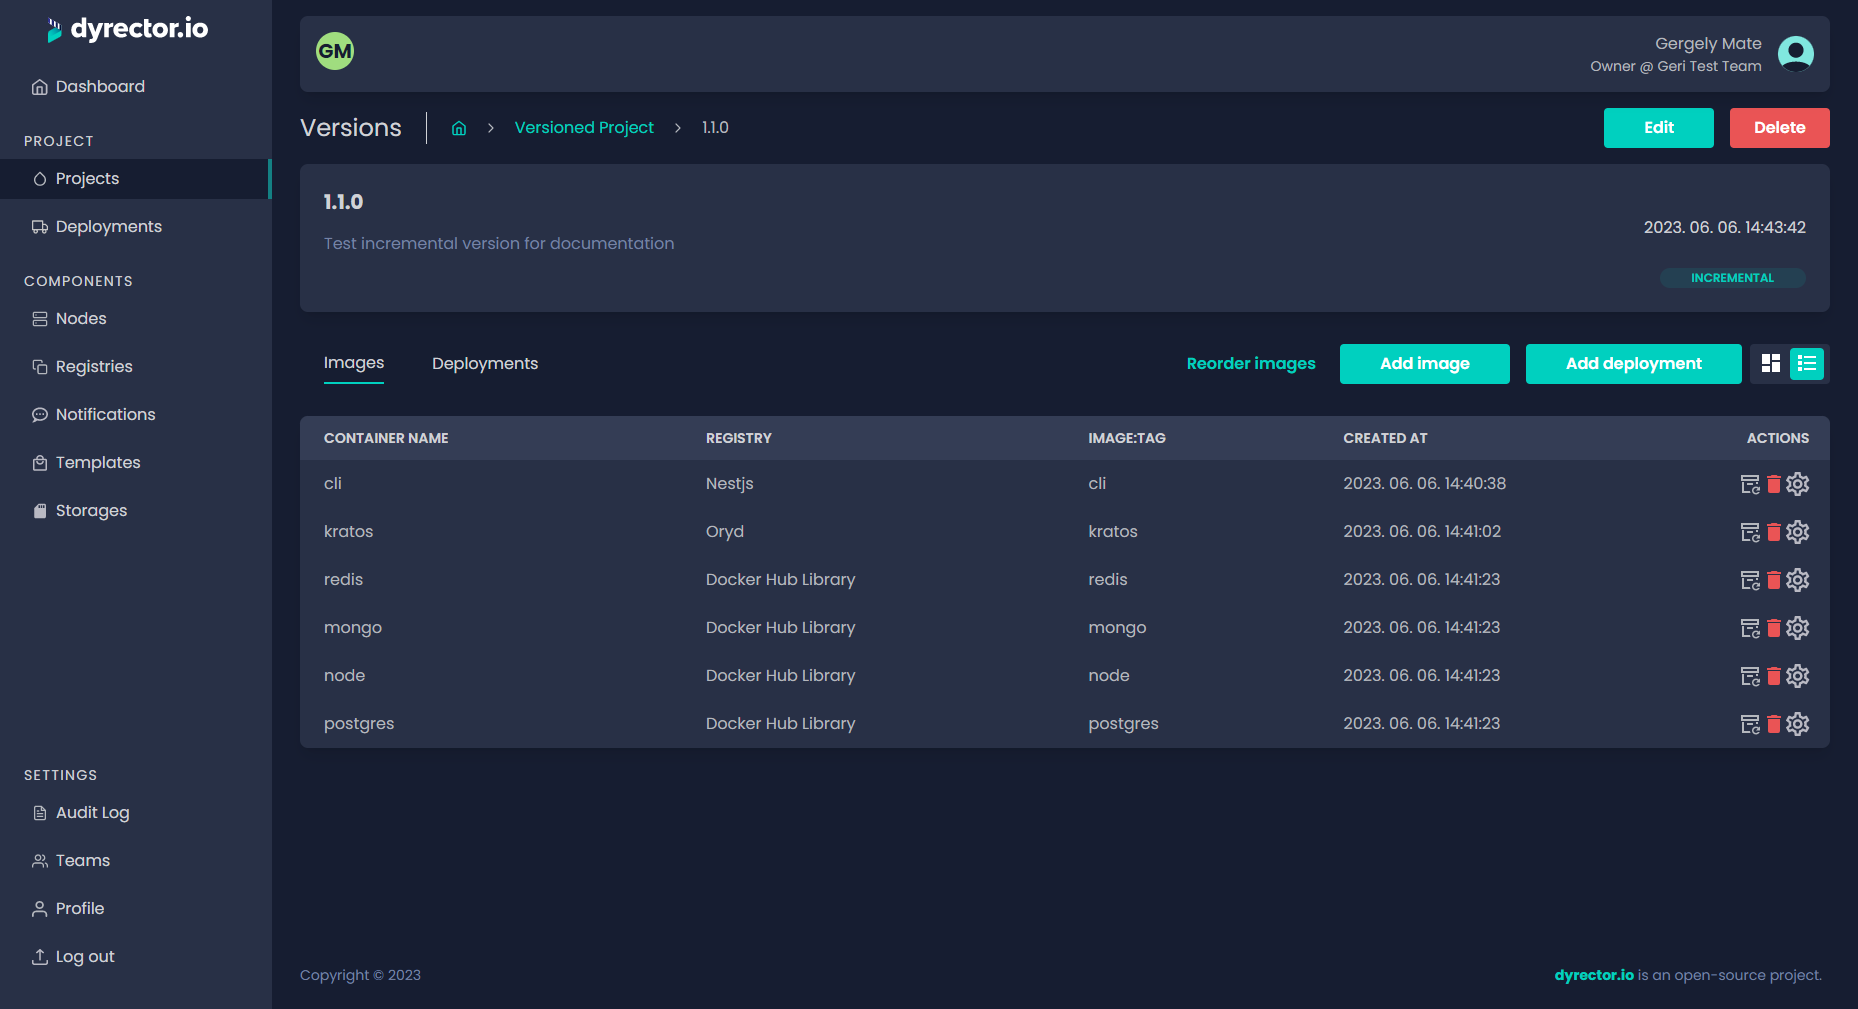 dyrector.io
Dashboard
PROJECT
Projects
Deployments
COMPONENTS
Nodes
Registries
Notifications
Templates
Storages
SETTINGS
Audit Log
Teams
Profile
Log out
GM
Gergely Mate
Owner @ Geri Test Team
Versions Versioned Project 1.1.0
Edit Delete
1.1.0
Test incremental version for documentation
2023. 06. 06. 14:43:42
INCREMENTAL
Images Deployments Reorder images Add image Add deployment
CONTAINER NAME REGISTRY IMAGE:TAG CREATED AT ACTIONS
cli Nestjs cli 2023. 06. 06. 14:40:38
kratos Oryd kratos 2023. 06. 06. 14:41:02
redis Docker Hub Library redis 2023. 06. 06. 14:41:23
mongo Docker Hub Library mongo 2023. 06. 06. 14:41:23
node Docker Hub Library node 2023. 06. 06. 14:41:23
postgres Docker Hub Library postgres 2023. 06. 06. 14:41:23
Copyright © 2023
dyrector.io is an open-source project.